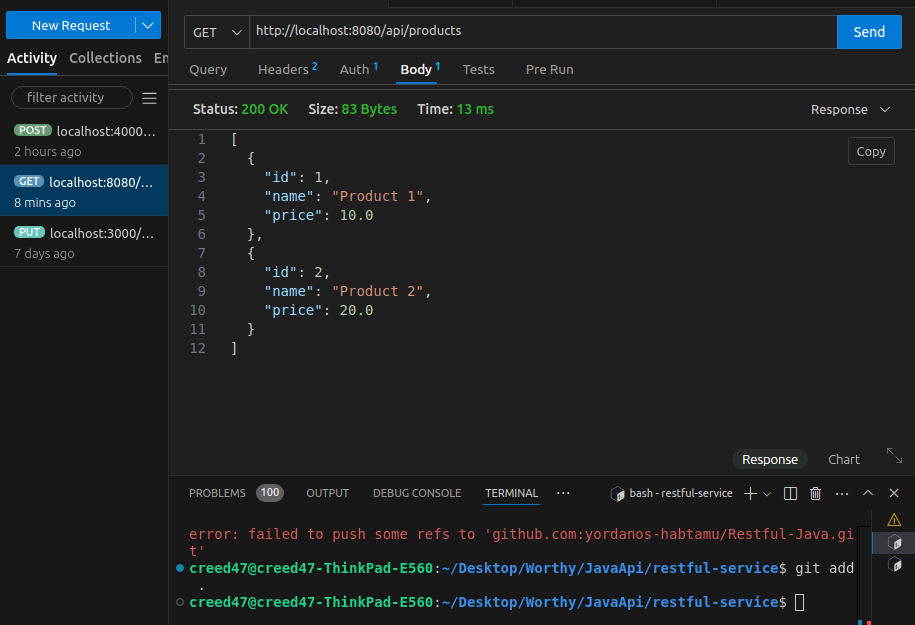 New Request
Activity Collections En
filter activity
POST localhost:4000...
2 hours ago
GET localhost:8080/...
8 mins ago
PUT localhost:3000/...
7 days ago
GET http://localhost:8080/api/products Send
Query Headers 2 Auth 1 Body 1 Tests Pre Run
Status: 200 OK Size: 83 Bytes Time: 13 ms Response
Copy
1 [
2 {
3 "id": 1,
4 "name": "Product 1",
5 "price": 10.0
6 },
7 {
8 "id": 2,
9 "name": "Product 2",
10 "price": 20.0
11 }
12 ]
Response Chart
PROBLEMS 100 OUTPUT DEBUG CONSOLE TERMINAL ... bash - restful-service
error: failed to push some refs to 'github.com:yordanos-habtamu/Restful-Java.gi
t'
creed47@creed47-ThinkPad-E560:~/Desktop/Worthy/JavaApi/restful-service$ git add
.
creed47@creed47-ThinkPad-E560:~/Desktop/Worthy/JavaApi/restful-service$